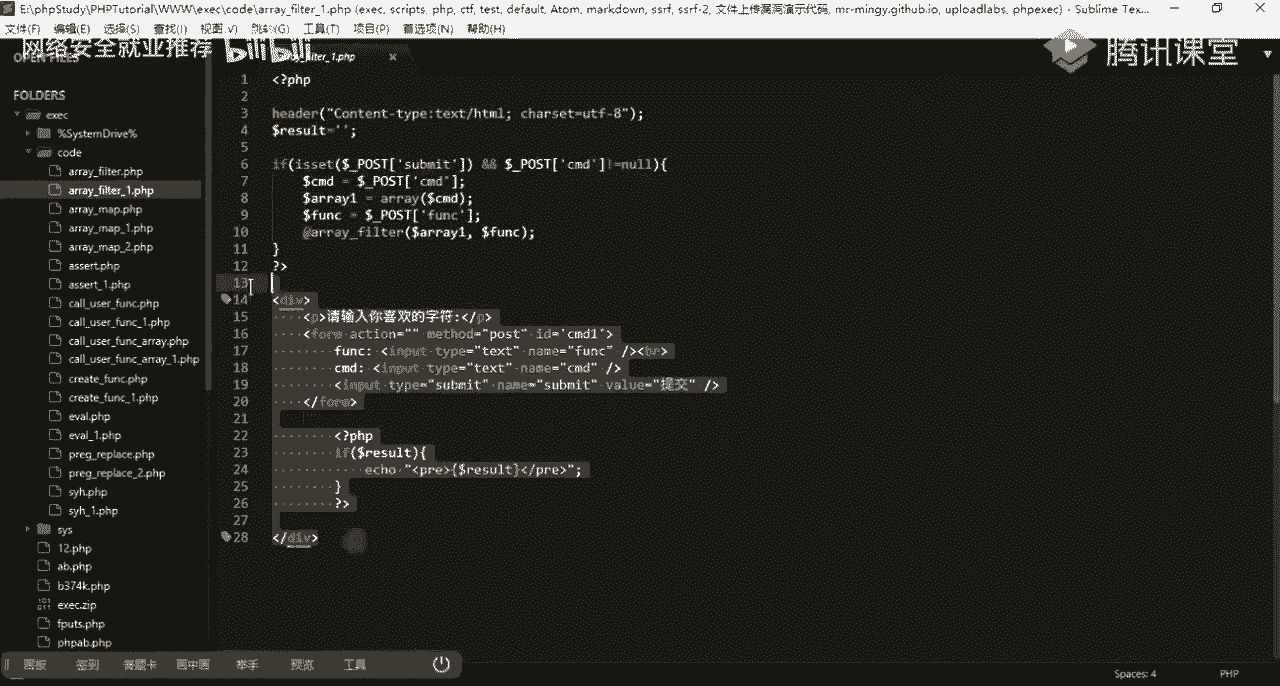 E:\phpStudy\PHPTutorial\WWW\exec\code\array_filter_1.php (exec, scripts, php, ctf, test, default, Atom, markdown, ssrf, ssrf-2, 文件上传漏洞演示代码, mr-mingy.github.io, uploadlabs, phpexec) - Sublime Tex...
文件(F) 编辑(E) 选择(S) 查找(I) 视图(V) 跳转(G) 工具(T) 项目(P) 首选项(N) 帮助(H)
网络安全就业推荐 bilibili
腾讯课堂
OPEN FILES
array_filter_1.php ×
FOLDERS
exec
%SystemDrive%
code
array_filter.php
array_filter_1.php
array_map.php
array_map_1.php
array_map_2.php
assert.php
assert_1.php
call_user_func.php
call_user_func_1.php
call_user_func_array.php
call_user_func_array_1.php
create_func.php
create_func_1.php
eval.php
eval_1.php
preg_replace.php
preg_replace_2.php
syh.php
syh_1.php
sys
12.php
ab.php
b374k.php
exec.zip
fputs.php
phpab.php
1 <?php
2
3 header("Content-type:text/html; charset=utf-8");
4 $result='';
5
6 if(isset($_POST['submit']) && $_POST['cmd']!=null){
7 $cmd = $_POST['cmd'];
8 $array1 = array($cmd);
9 $func = $_POST['func'];
10 @array_filter($array1, $func);
11 }
12 ?>
13
14 <div>
15 <p>请输入你喜欢的字符:</p>
16 <form action="" method="post" id='cmd1'>
17 func: <input type="text" name="func" /><br>
18 cmd: <input type="text" name="cmd" />
19 <input type="submit" name="submit" value="提交" />
20 </form>
21
22 <?php
23 if($result){
24 echo "<pre>{$result}</pre>";
25 }
26 ?>
27
28 </div>
画板 签到 答题卡 画中画 举手 预览 工具
Spaces: 4 PHP